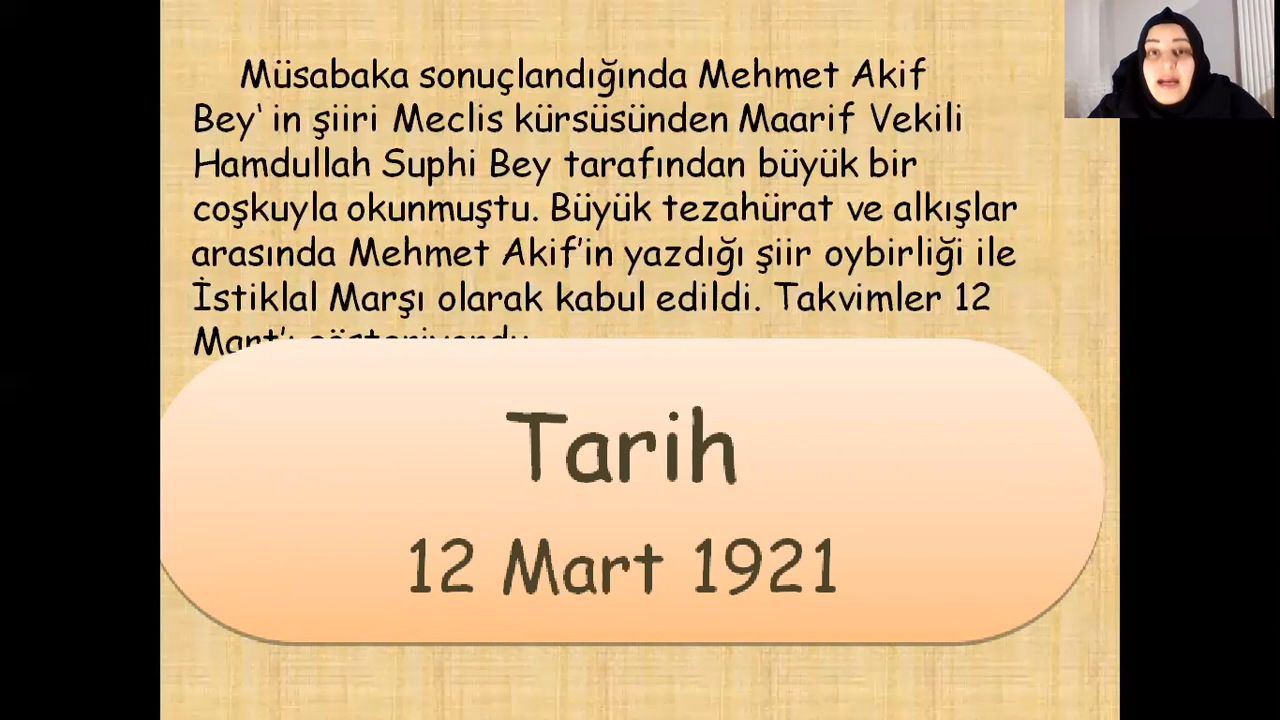 Müsabaka sonuçlandığında Mehmet Akif
Bey' in şiiri Meclis kürsüsünden Maarif Vekili
Hamdullah Suphi Bey tarafından büyük bir
coşkuyla okunmuştu. Büyük tezahürat ve alkışlar
arasında Mehmet Akif'in yazdığı şiir oybirliği ile
İstiklal Marşı olarak kabul edildi. Takvimler 12
Mart'ı gösteriyordu
Tarih
12 Mart 1921